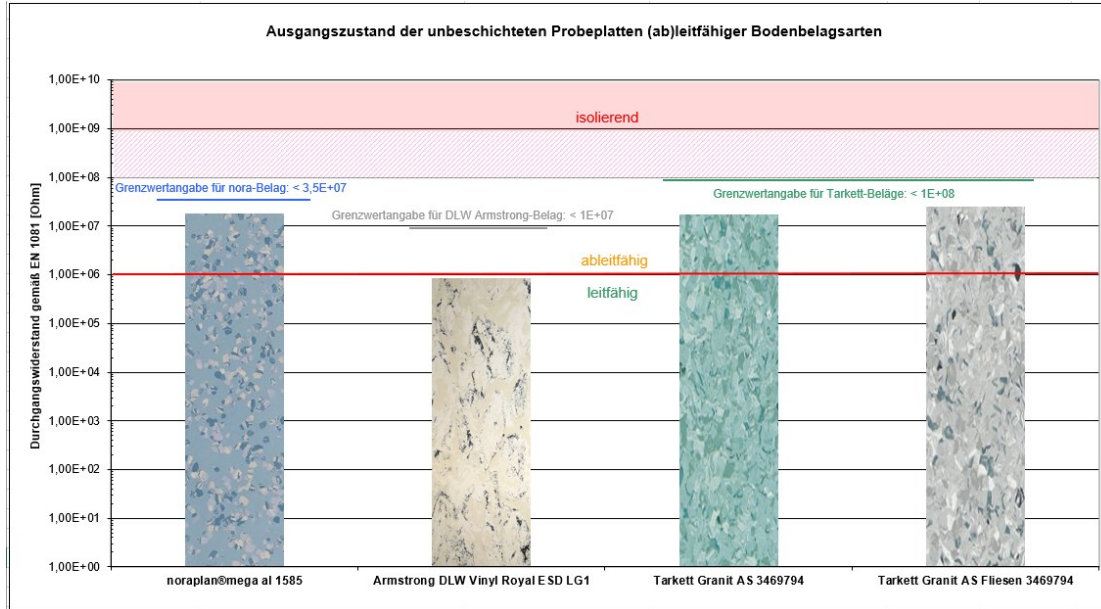 Ausgangszustand der unbeschichteten Probeplatten (ab)leitfähiger Bodenbelagsarten
Durchgangswiderstand gemäß EN 1081 [Ohm]
1,00E+10
1,00E+09
1,00E+08
1,00E+07
1,00E+06
1,00E+05
1,00E+04
1,00E+03
1,00E+02
1,00E+01
1,00E+00
isolierend
Grenzwertangabe für nora-Belag: < 3,5E+07
Grenzwertangabe für Tarkett-Beläge: < 1E+08
Grenzwertangabe für DLW Armstrong-Belag: < 1E+07
ableitfähig
leitfähig
noraplan®mega al 1585
Armstrong DLW Vinyl Royal ESD LG1
Tarkett Granit AS 3469794
Tarkett Granit AS Fliesen 3469794